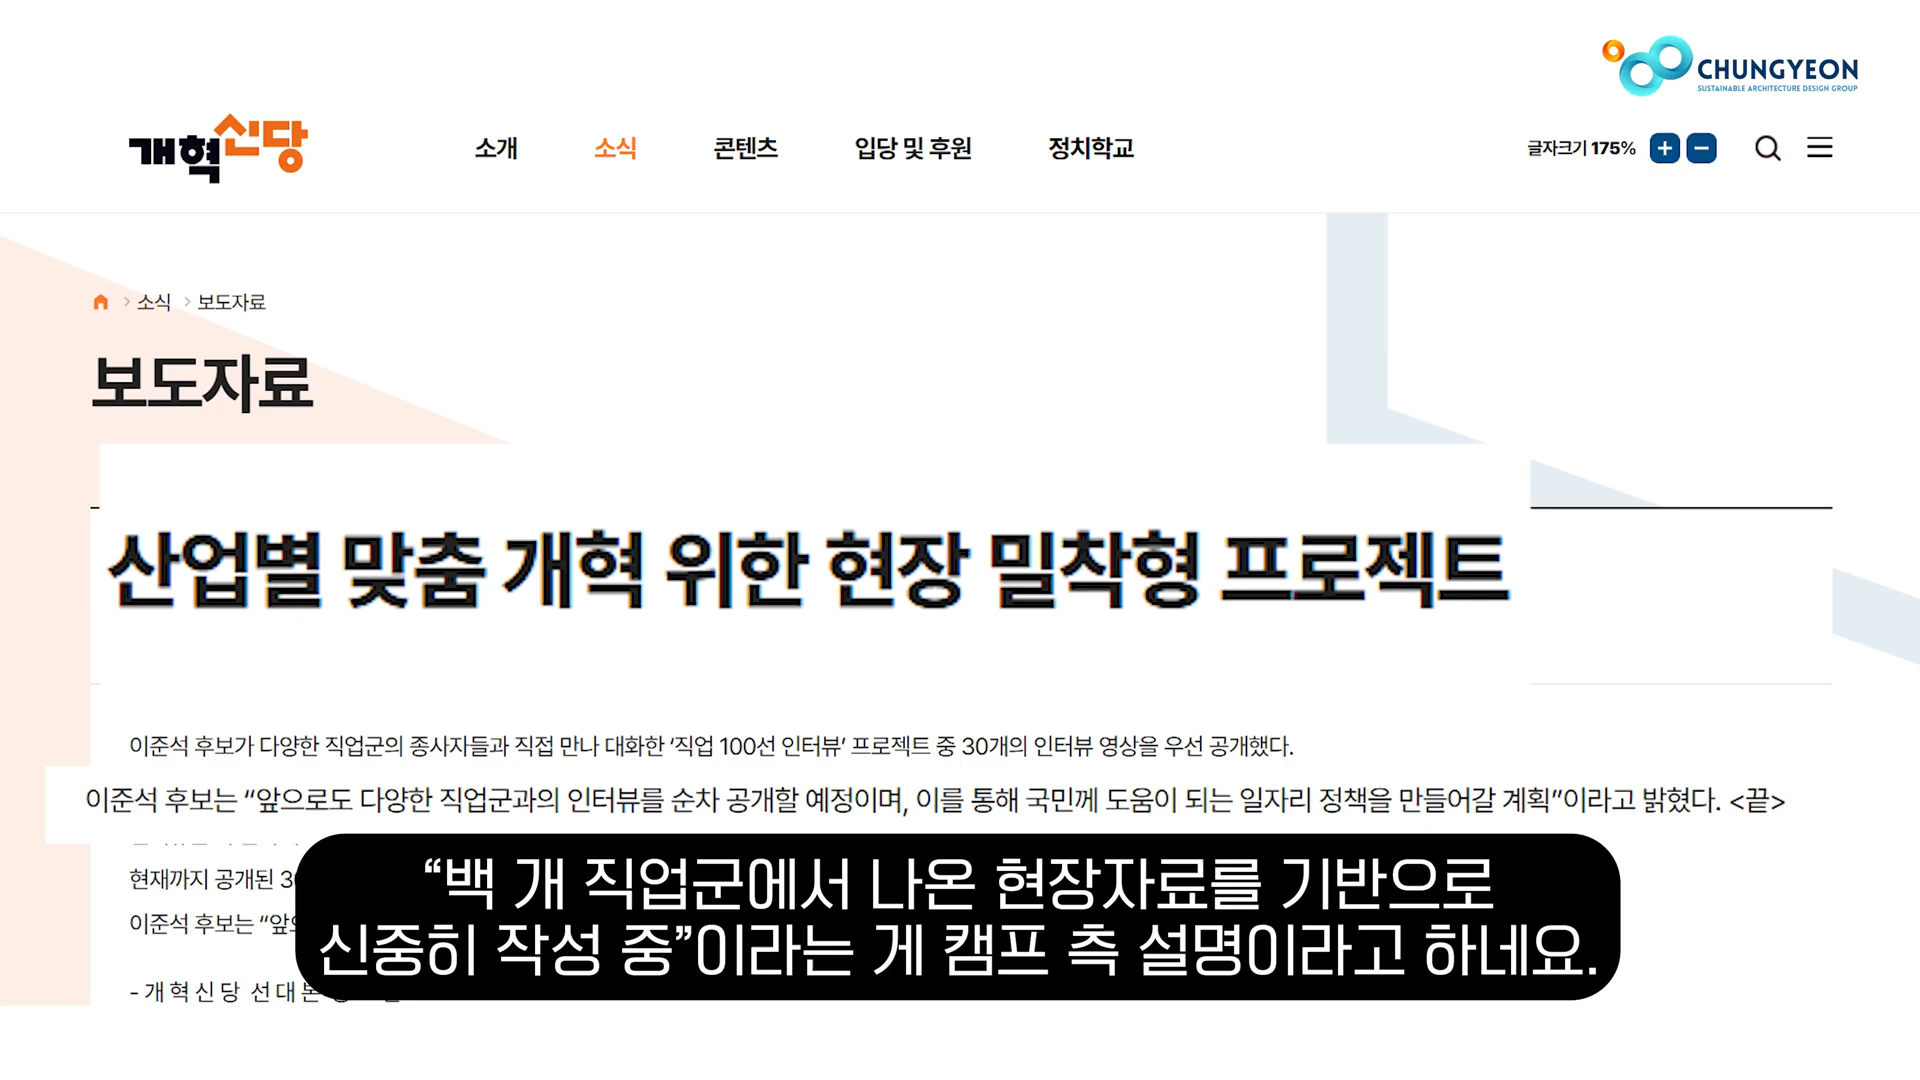 CHUNGYEON
SUSTAINABLE ARCHITECTURE DESIGN GROUP
개혁신당
소개 소식 콘텐츠 입당 및 후원 정치학교
글자크기 175% + −
> 소식 > 보도자료
보도자료
산업별 맞춤 개혁 위한 현장 밀착형 프로젝트
이준석 후보가 다양한 직업군의 종사자들과 직접 만나 대화한 ‘직업 100선 인터뷰’ 프로젝트 중 30개의 인터뷰 영상을 우선 공개했다.
이준석 후보는 “앞으로도 다양한 직업군과의 인터뷰를 순차 공개할 예정이며, 이를 통해 국민께 도움이 되는 일자리 정책을 만들어갈 계획”이라고 밝혔다. <끝>
현재까지 공개된
이준석 후보는
- 개혁신당
“백 개 직업군에서 나온 현장자료를 기반으로
신중히 작성 중”이라는 게 캠프 측 설명이라고 하네요.